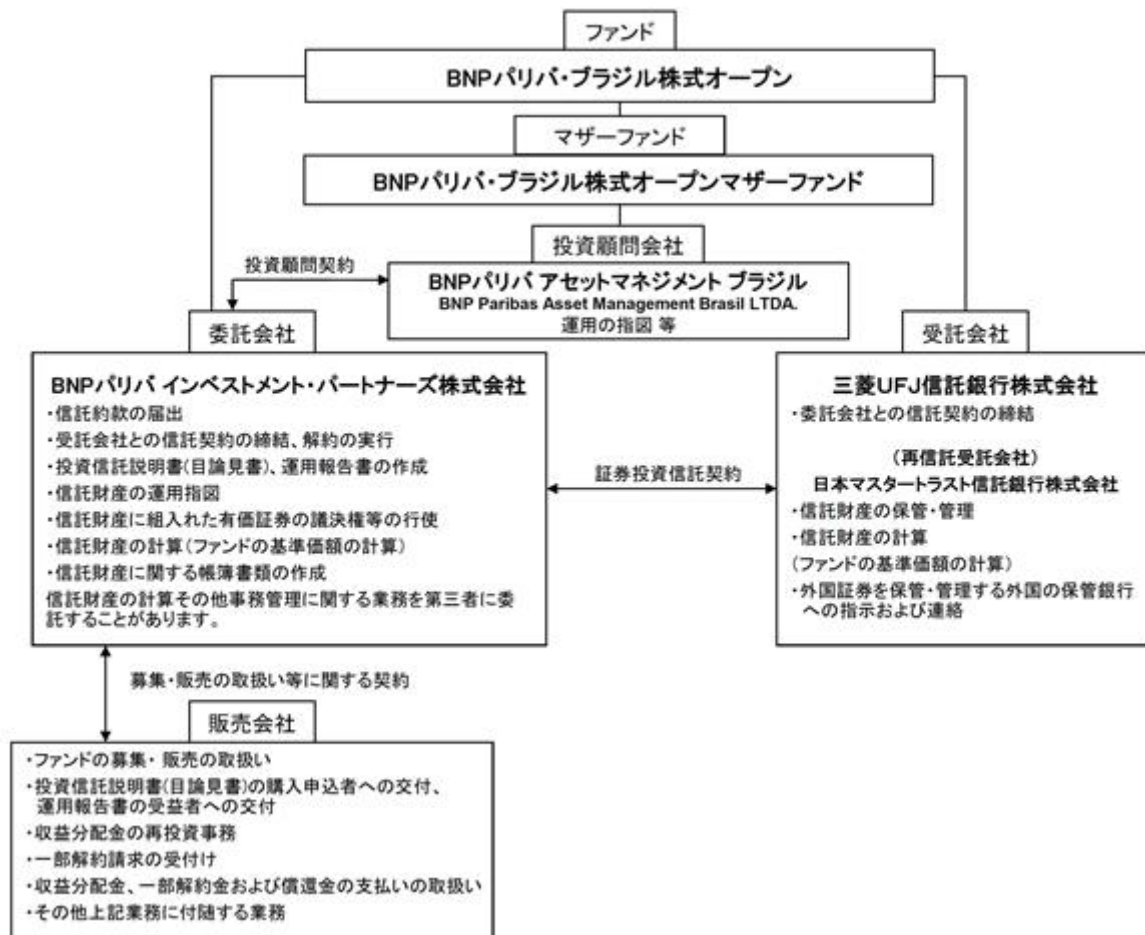 ファンド
BNPパリバ・ブラジル株式オープン
マザーファンド
BNPパリバ・ブラジル株式オープンマザーファンド
投資顧問会社
投資顧問契約
BNPパリバ アセットマネジメント ブラジル
BNP Paribas Asset Management Brasil LTDA.
運用の指図 等
委託会社
BNPパリバ インベストメント・パートナーズ株式会社
・信託約款の届出
・受託会社との信託契約の締結、解約の実行
・投資信託説明書(目論見書)、運用報告書の作成
・信託財産の運用指図
・信託財産に組入れた有価証券の議決権等の行使
・信託財産の計算(ファンドの基準価額の計算)
・信託財産に関する帳簿書類の作成
信託財産の計算その他事務管理に関する業務を第三者に委
託することがあります。
証券投資信託契約
受託会社
三菱UFJ信託銀行株式会社
・委託会社との信託契約の締結
(再信託受託会社)
日本マスタートラスト信託銀行株式会社
・信託財産の保管・管理
・信託財産の計算
(ファンドの基準価額の計算)
・外国証券を保管・管理する外国の保管銀行
への指示および連絡
募集・販売の取扱い等に関する契約
販売会社
・ファンドの募集・ 販売の取扱い
・投資信託説明書(目論見書)の購入申込者への交付、
運用報告書の受益者への交付
・収益分配金の再投資事務
・一部解約請求の受付け
・収益分配金、一部解約金および償還金の支払いの取扱い
・その他上記業務に付随する業務